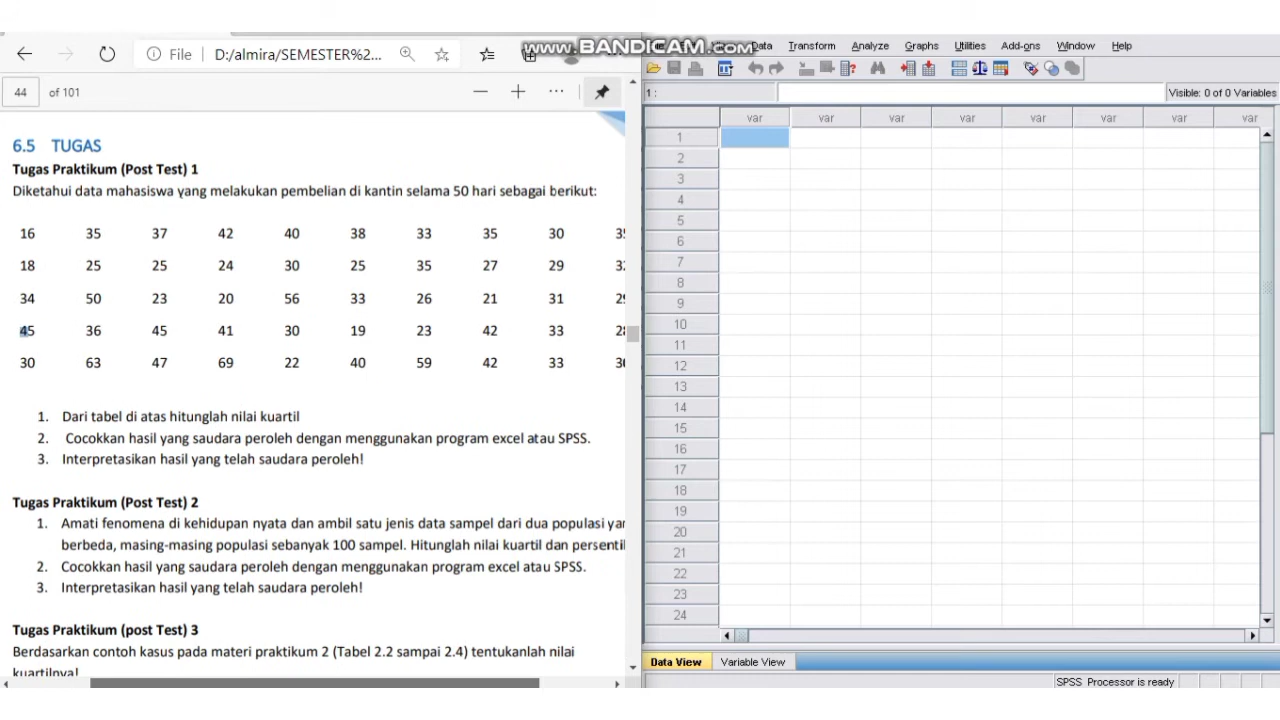 www.BANDICAM.com
File D:/almira/SEMESTER%2...
44 of 101
6.5 TUGAS
Tugas Praktikum (Post Test) 1
Diketahui data mahasiswa yang melakukan pembelian di kantin selama 50 hari sebagai berikut:
16 35 37 42 40 38 33 35 30
18 25 25 24 30 25 35 27 29
34 50 23 20 56 33 26 21 31
45 36 45 41 30 19 23 42 33
30 63 47 69 22 40 59 42 33
1. Dari tabel di atas hitunglah nilai kuartil
2. Cocokkan hasil yang saudara peroleh dengan menggunakan program excel atau SPSS.
3. Interpretasikan hasil yang telah saudara peroleh!
Tugas Praktikum (Post Test) 2
1. Amati fenomena di kehidupan nyata dan ambil satu jenis data sampel dari dua populasi yan
berbeda, masing-masing populasi sebanyak 100 sampel. Hitunglah nilai kuartil dan persentil
2. Cocokkan hasil yang saudara peroleh dengan menggunakan program excel atau SPSS.
3. Interpretasikan hasil yang telah saudara peroleh!
Tugas Praktikum (post Test) 3
Berdasarkan contoh kasus pada materi praktikum 2 (Tabel 2.2 sampai 2.4) tentukanlah nilai
kuartilnya!
Data Transform Analyze Graphs Utilities Add-ons Window Help
1 : Visible: 0 of 0 Variables
var var var var var var var var
1
2
3
4
5
6
7
8
9
10
11
12
13
14
15
16
17
18
19
20
21
22
23
24
Data View Variable View
SPSS Processor is ready